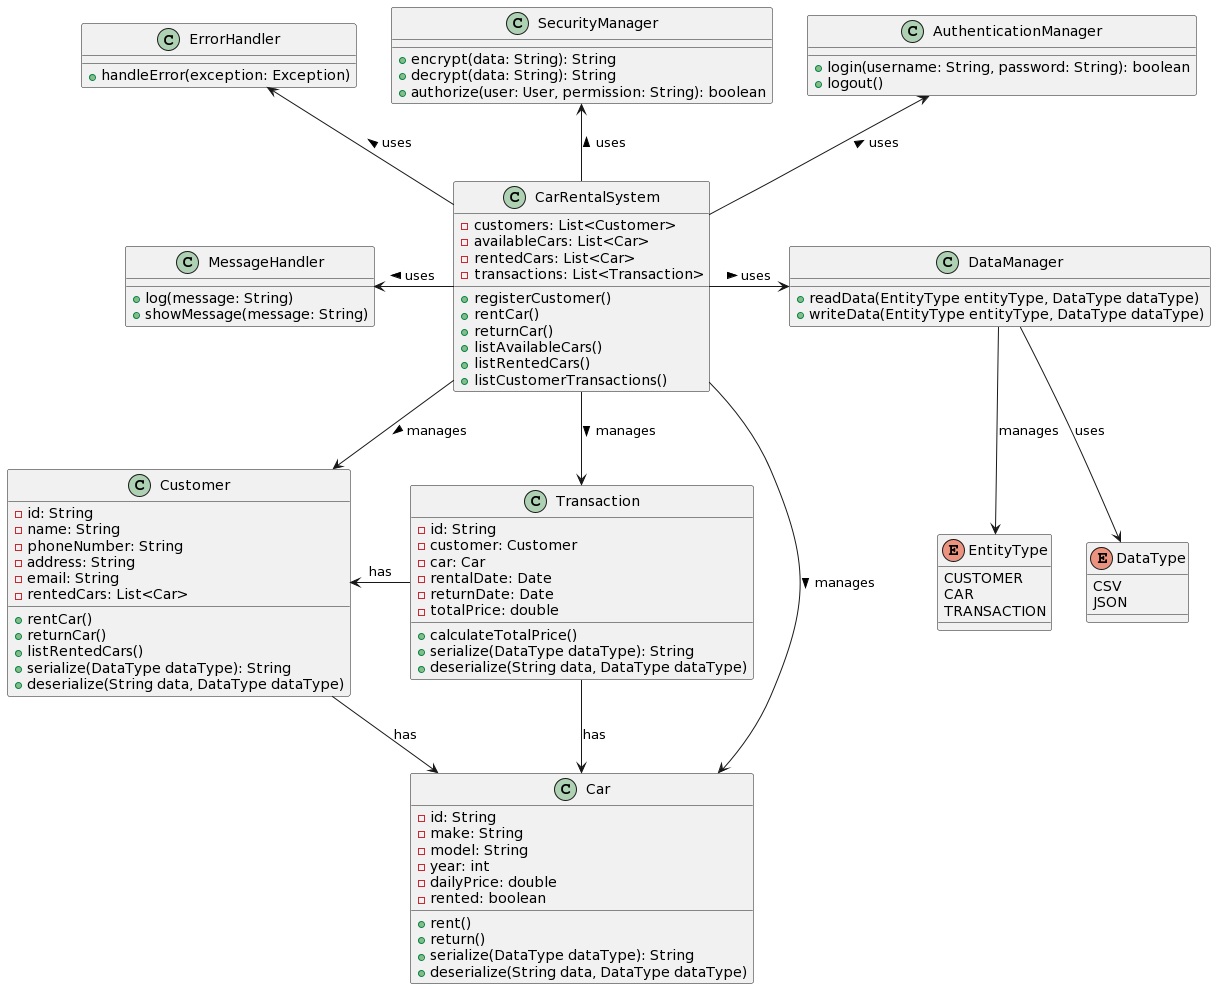 C ErrorHandler
handleError(exception: Exception)
C SecurityManager
encrypt(data: String): String
decrypt(data: String): String
authorize(user: User, permission: String): boolean
C AuthenticationManager
login(username: String, password: String): boolean
logout()
uses
uses
uses
C CarRentalSystem
customers: List<Customer>
availableCars: List<Car>
rentedCars: List<Car>
transactions: List<Transaction>
registerCustomer()
rentCar()
returnCar()
listAvailableCars()
listRentedCars()
listCustomerTransactions()
C MessageHandler
log(message: String)
showMessage(message: String)
uses
uses
C DataManager
readData(EntityType entityType, DataType dataType)
writeData(EntityType entityType, DataType dataType)
manages
manages
manages
manages
uses
C Customer
id: String
name: String
phoneNumber: String
address: String
email: String
rentedCars: List<Car>
rentCar()
returnCar()
listRentedCars()
serialize(DataType dataType): String
deserialize(String data, DataType dataType)
has
C Transaction
id: String
customer: Customer
car: Car
rentalDate: Date
returnDate: Date
totalPrice: double
calculateTotalPrice()
serialize(DataType dataType): String
deserialize(String data, DataType dataType)
E EntityType
CUSTOMER
CAR
TRANSACTION
E DataType
CSV
JSON
has
has
C Car
id: String
make: String
model: String
year: int
dailyPrice: double
rented: boolean
rent()
return()
serialize(DataType dataType): String
deserialize(String data, DataType dataType)